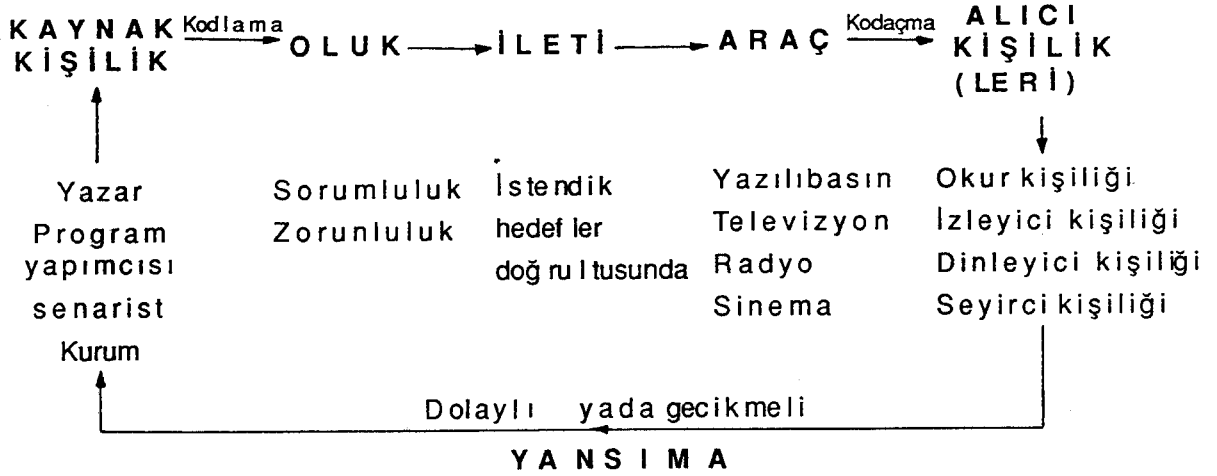 KAYNAK Kodlama OLUK İLETİ ARAÇ Kodaçma ALICI
KİŞİLİK KİŞİLİK
(LERİ)
Yazar
Program
yapımcısı
senarist
Kurum
Sorumluluk
Zorunluluk
İstendik
hedefler
doğrultusunda
Yazılıbasın
Televizyon
Radyo
Sinema
Okur kişiliği
İzleyici kişiliği
Dinleyici kişiliği
Seyirci kişiliği
Dolaylı yada gecikmeli
YANSIMA